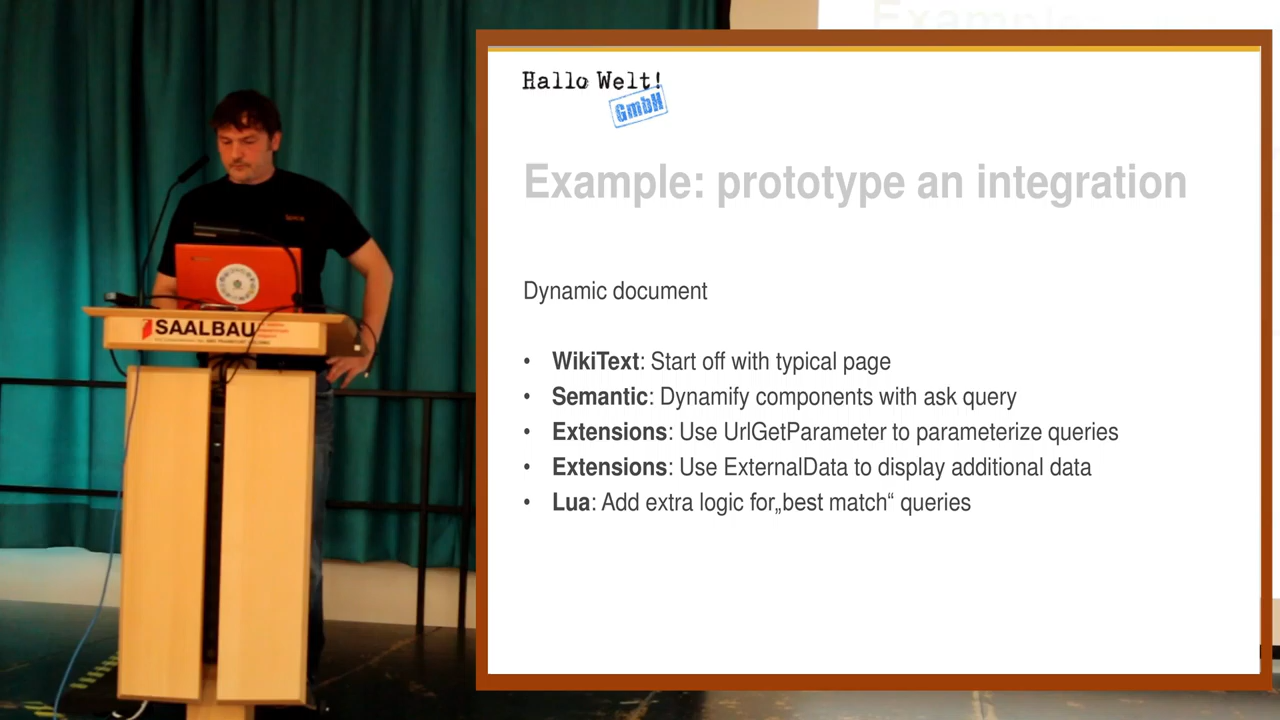 Example
Hallo Welt!
GmbH
Example: prototype an integration
Dynamic document
• WikiText: Start off with typical page
• Semantic: Dynamify components with ask query
• Extensions: Use UrlGetParameter to parameterize queries
• Extensions: Use ExternalData to display additional data
• Lua: Add extra logic for„best match“ queries
SAALBAU